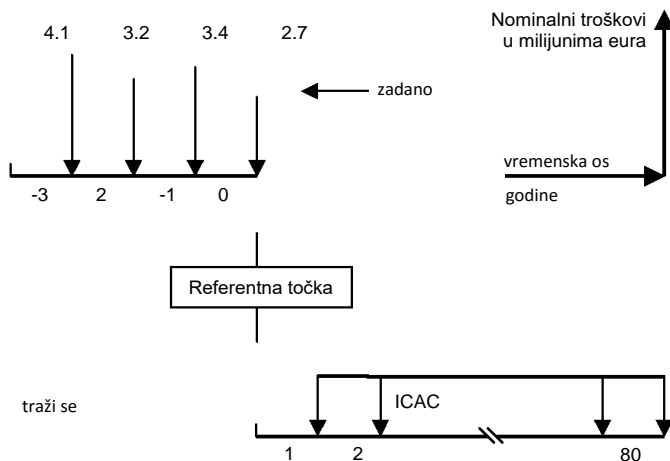 4.1 3.2 3.4 2.7
Nominalni troškovi
u milijunima eura
zadano
vremenska os
godine
-3 2 -1 0
Referentna točka
traži se
ICAC
1 2 80